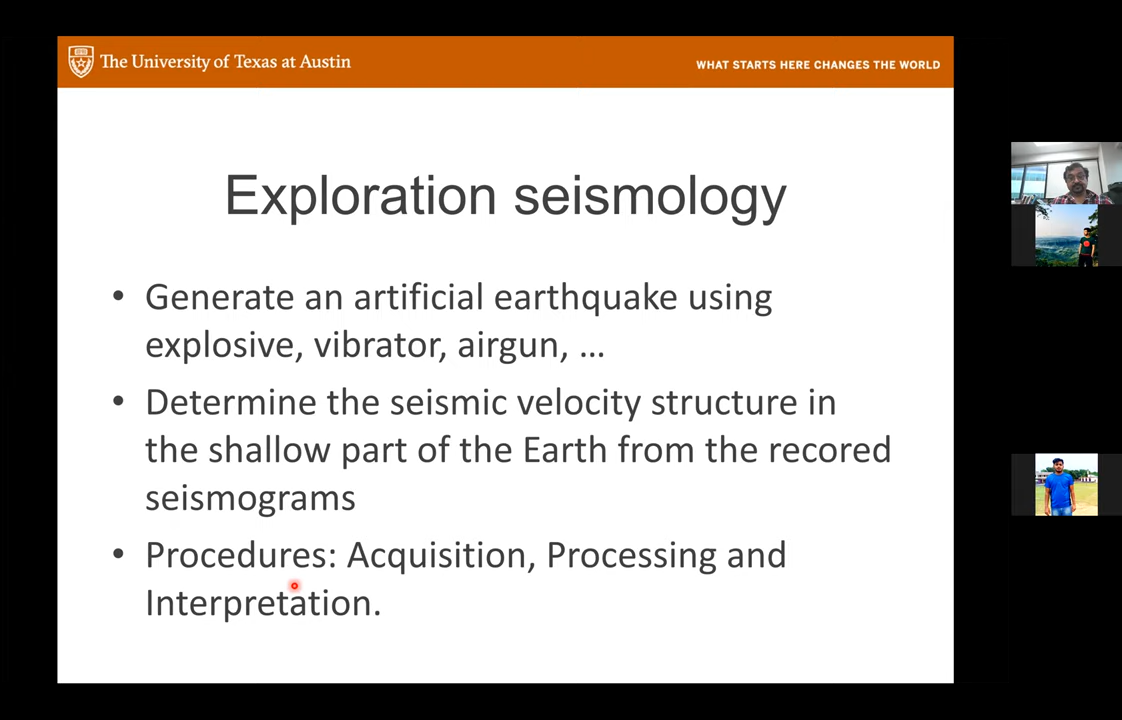 The University of Texas at Austin
WHAT STARTS HERE CHANGES THE WORLD
Exploration seismology
• Generate an artificial earthquake using
explosive, vibrator, airgun, ...
• Determine the seismic velocity structure in
the shallow part of the Earth from the recored
seismograms
• Procedures: Acquisition, Processing and
Interpretation.